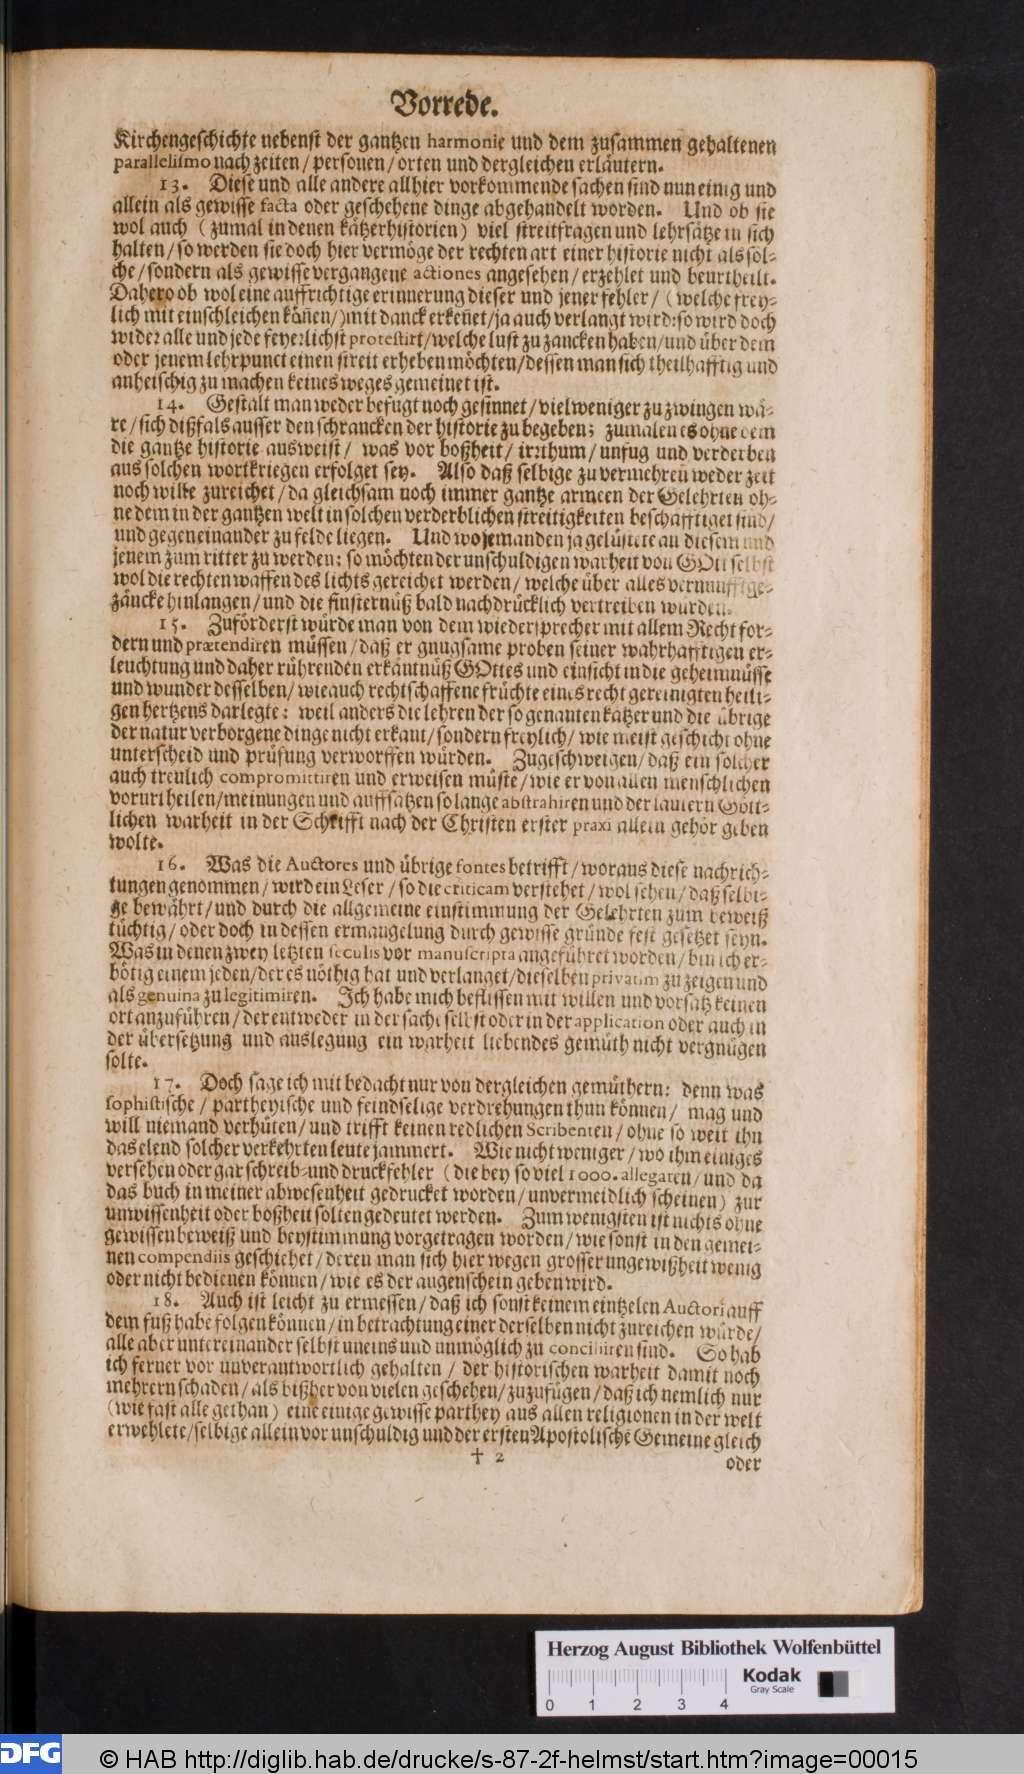 Vorrede.
Kirchengeschichte nebenst der gantzen harmonie und dem zusammen gehaltenen
parallelismo nach zeiten / personen / orten und dergleichen erläutern.
13. Diese und alle andere allhier vorkommende sachen sind nun einig und
allein als gewisse facta oder geschehene dinge abgehandelt worden. Und ob sie
wol auch (zumal in denen kätzerhistorien) viel streitfragen und lehrsätze in sich
halten / so werden sie doch hier vermöge der rechten art einer historie nicht als sol-
che / sondern als gewisse vergangene actiones angesehen / erzehlet und beurtheilt.
Dahero ob wol eine auffrichtige erinnerung dieser und jener fehler / (welche frey-
lich mit einschleichen köñen /) mit danck erkeñet / ja auch verlangt wird: so wird doch
wider alle und jede feyerlichst protestirt / welche lust zu zancken haben / und über dem
oder jenem lehrpunct einen streit erheben möchten / dessen man sich theilhafftig und
anheischig zu machen keines weges gemeinet ist.
14. Gestalt man weder befugt noch gesinnet / vielweniger zu zwingen wä-
re / sich dißfals ausser den schrancken der historie zu begeben; zumalen es ohne dem
die gantze historie ausweist / was vor boßheit / irrthum / unfug und verderben
aus solchen wortkriegen erfolget sey. Also daß selbige zu vermehren weder zeit
noch wille zureichet / da gleichsam noch immer gantze armeen der Gelehrten oh-
ne dem in der gantzen welt in solchen verderblichen streitigkeiten beschäfftiget sind /
und gegeneinander zu felde liegen. Und wo jemanden ja gelüstete an diesem und
jenem zum ritter zu werden: so möchten der unschuldigen warheit von GOtt selbst
wol die rechten waffen des lichts gereichet werden / welche über alles vernunfftge-
zäncke hinlangen / und die finsternüß bald nachdrücklich vertreiben würden.
15. Zuförderst würde man von dem wiedersprecher mit allem Recht for-
dern und prætendiren müssen / daß er gnugsame proben seiner wahrhafftigen er-
leuchtung und daher rührenden erkäntnüß GOttes und einsicht in die geheimnüsse
und wunder desselben / wie auch rechtschaffene früchte eines recht gereinigten heili-
gen hertzens darlegte: weil anders die lehren der so genanten kätzer und die übrige
der natur verborgene dinge nicht erkant / sondern freylich / wie meist geschicht ohne
unterscheid und prüfung verworffen würden. Zugeschweigen / daß ein solcher
auch treulich compromittiren und erweisen müste / wie er von allen menschlichen
vorurtheilen / meinungen und auffsätzen so lange abstrahiren und der lautern Gött-
lichen warheit in der Schrifft nach der Christen erster praxi allein gehör geben
wolte.
16. Was die Auctores und übrige fontes betrifft / woraus diese nachrich-
tungen genommen / wird ein Leser / so die criticam verstehet / wol sehen / daß selbi-
ge bewährt / und durch die allgemeine einstimmung der Gelehrten zum beweiß
tüchtig / oder doch in dessen ermangelung durch gewisse gründe fest gesetzet seyn.
Was in denen zwey letzten seculis vor manuscripta angeführet worden / bin ich er-
bötig einem jeden / der es nöthig hat und verlanget / dieselben privatim zu zeigen und
als genuina zu legitimiren. Ich habe mich beflissen mit willen und vorsatz keinen
ort anzuführen / der entweder in der sache selbst oder in der application oder auch in
der übersetzung und auslegung ein warheit liebendes gemüth nicht vergnügen
solte.
17. Doch sage ich mit bedacht nur von dergleichen gemüthern: denn was
sophistische / partheyische und feindselige verdrehungen thun können / mag und
will niemand verhüten / und trifft keinen redlichen Scribenten / ohne so weit ihn
das elend solcher verkehrten leute jammert. Wie nicht weniger / wo ihm einiges
versehen oder gar schreib- und druckfehler (die bey so viel 1000. allegaten / und da
das buch in meiner abwesenheit gedrucket worden / unvermeidlich scheinen) zur
unwissenheit oder boßheit solten gedeutet werden. Zum wenigsten ist nichts ohne
gewissen beweiß und beystimmung vorgetragen worden / wie sonst in den gemei-
nen compendiis geschiehet / deren man sich hier wegen grosser ungewißheit wenig
oder nicht bedienen können / wie es der augenschein geben wird.
18. Auch ist leicht zu ermessen / daß ich sonst keinem eintzelen Auctori auff
dem fuß habe folgen können / in betrachtung einer derselben nicht zureichen würde /
alle aber untereinander selbst uneins und unmöglich zu conciliiren sind. So hab
ich ferner vor unverantwortlich gehalten / der historischen warheit damit noch
mehrern schaden / als bißher von vielen geschehen / zuzufügen / daß ich nemlich nur
(wie fast alle gethan) eine einige gewisse parthey aus allen religionen in der welt
erwehlete / selbige allein vor unschuldig und der ersten Apostolische Gemeine gleich
† 2
oder
Herzog August Bibliothek Wolfenbüttel
Kodak
Gray Scale
0 1 2 3 4
DFG
© HAB http://diglib.hab.de/drucke/s-87-2f-helmst/start.htm?image=00015